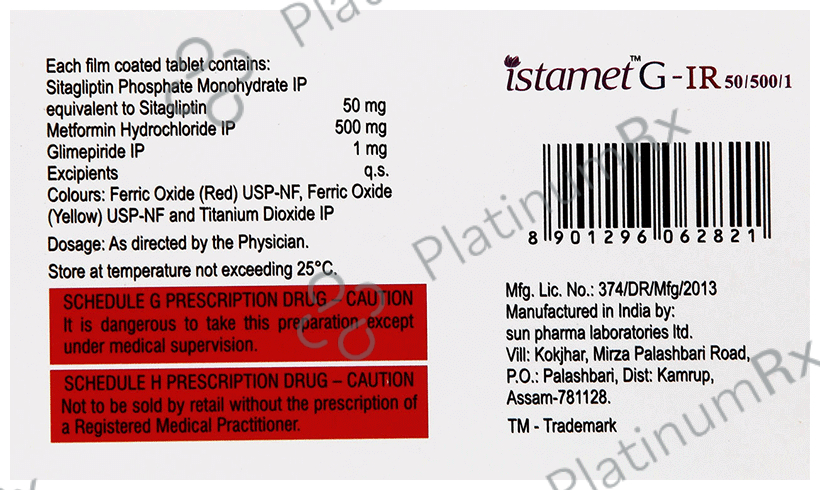 Each film coated tablet contains:
Sitagliptin Phosphate Monohydrate IP
equivalent to Sitagliptin 50 mg
Metformin Hydrochloride IP 500 mg
Glimepiride IP 1 mg
Excipients q.s.
Colours: Ferric Oxide (Red) USP-NF, Ferric Oxide
(Yellow) USP-NF and Titanium Dioxide IP
Dosage: As directed by the Physician.
Store at temperature not exceeding 25°C.
SCHEDULE G PRESCRIPTION DRUG – CAUTION
It is dangerous to take this preparation except
under medical supervision.
SCHEDULE H PRESCRIPTION DRUG – CAUTION
Not to be sold by retail without the prescription of
a Registered Medical Practitioner.
istamet™ G-IR 50/500/1
8 901296 062821
Mfg. Lic. No.: 374/DR/Mfg/2013
Manufactured in India by:
sun pharma laboratories ltd.
Vill: Kokjhar, Mirza Palashbari Road,
P.O.: Palashbari, Dist: Kamrup,
Assam-781128.
TM - Trademark
PlatinumRx
PlatinumRx
PlatinumRx